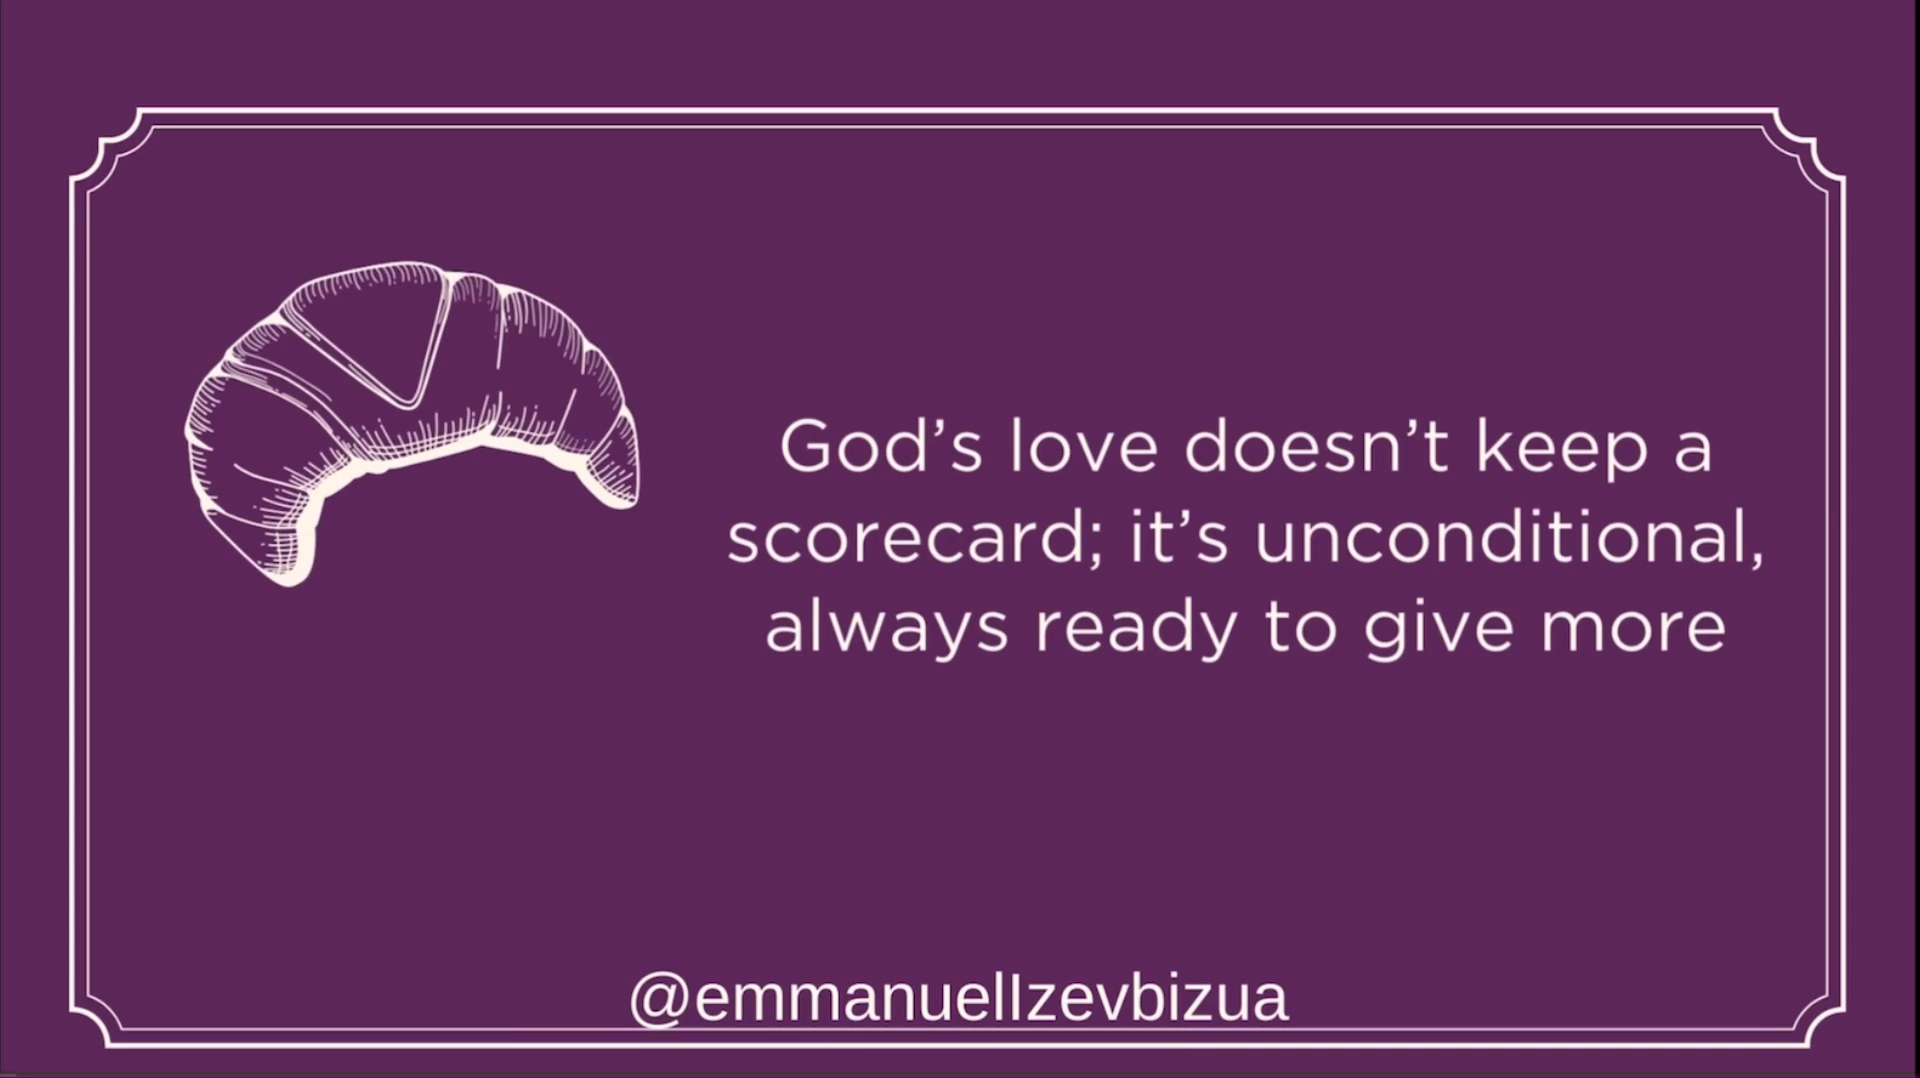 God’s love doesn’t keep a
scorecard; it’s unconditional,
always ready to give more
@emmanuelIzevbizua